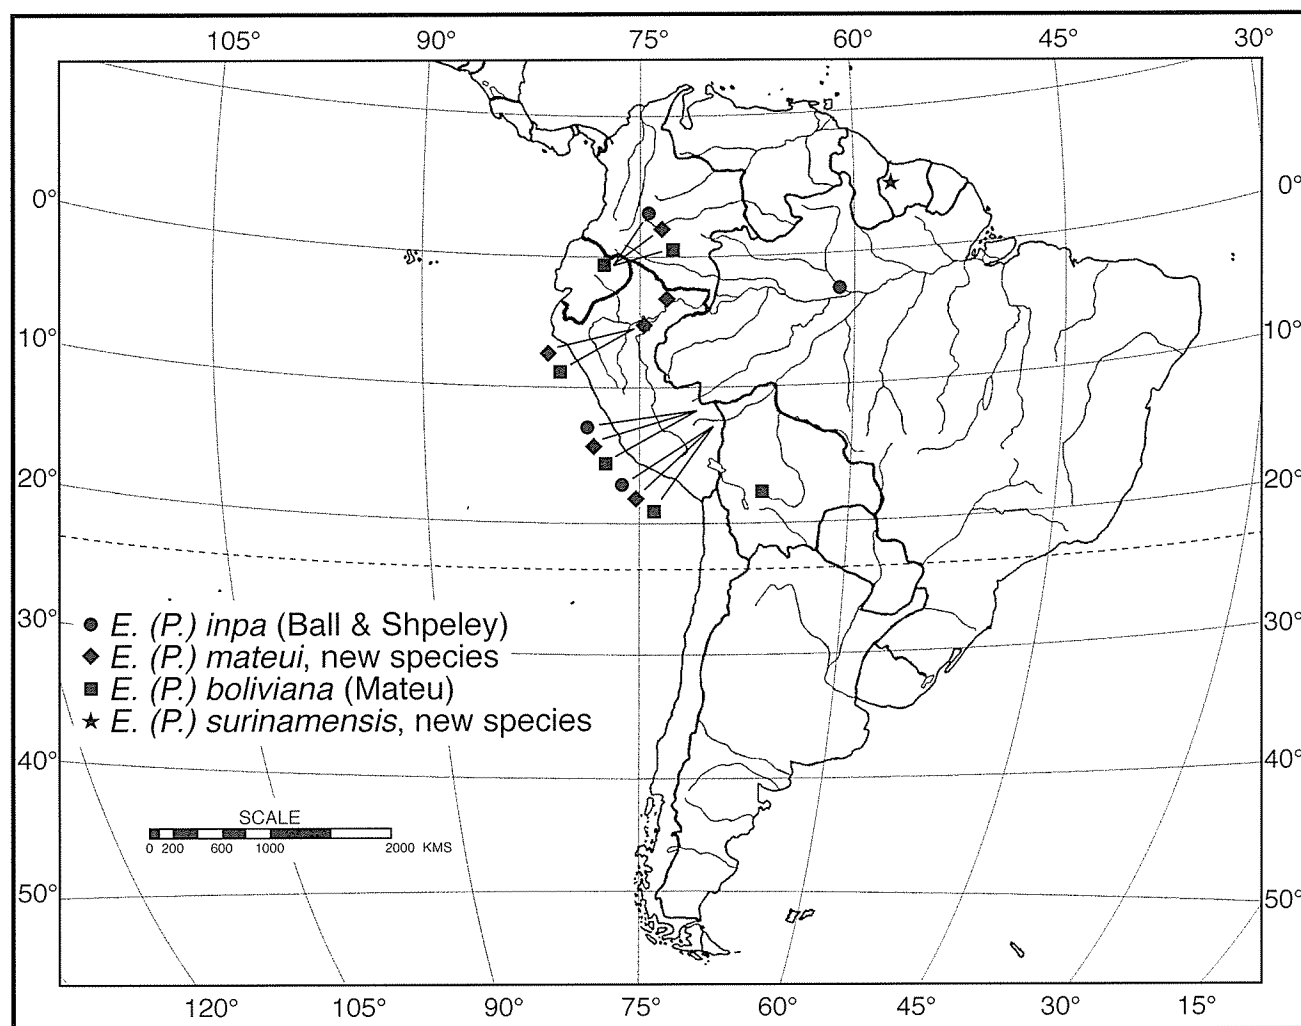 105° 90° 75° 60° 45° 30°
0° 0°
10° 10°
20° 20°
30° 30°
E. (P.) inpa (Ball & Shpeley)
E. (P.) mateui, new species
E. (P.) boliviana (Mateu)
E. (P.) surinamensis, new species
40° 40°
SCALE
0 200 600 1000 2000 KMS
50° 50°
120° 105° 90° 75° 60° 45° 30° 15°